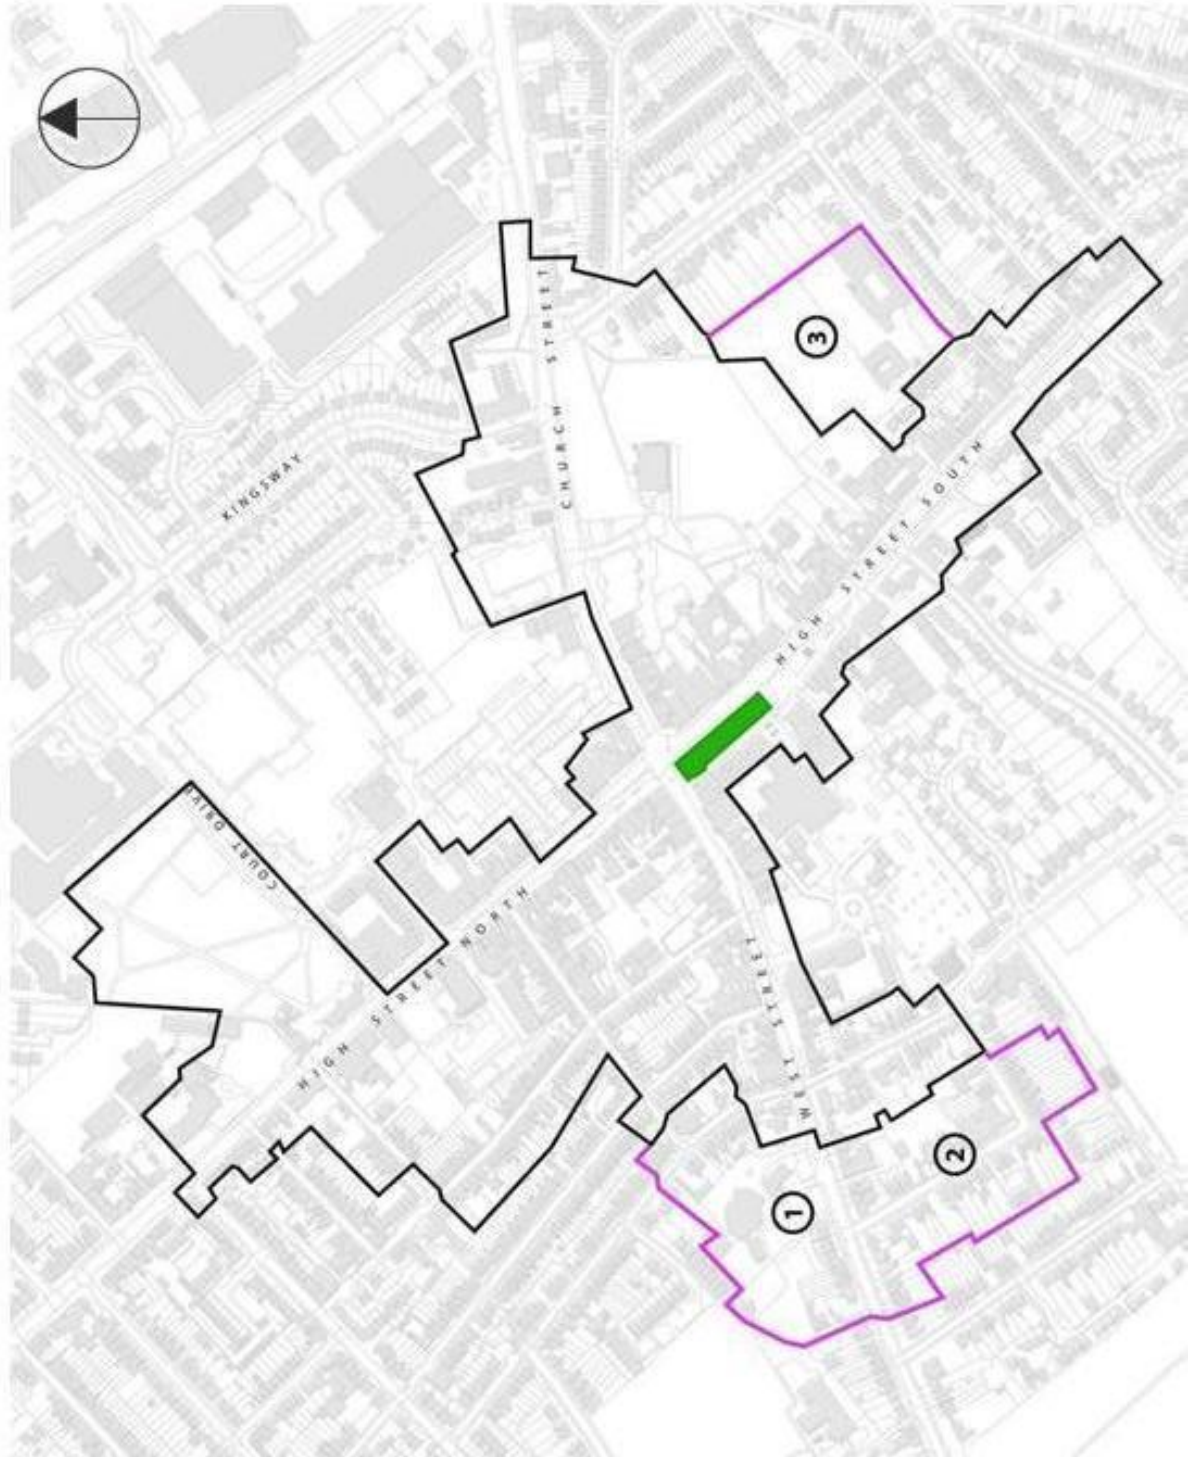 KINGSWAY
CHURCH STREET
COURT DRIVE
HIGH STREET NORTH
HIGH STREET SOUTH
WEST STREET
1
2
3